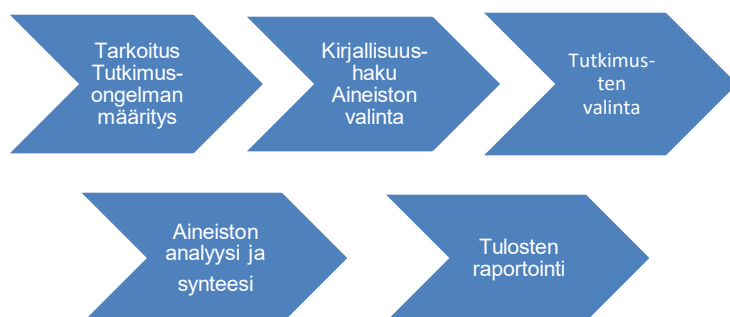 Tarkoitus
Tutkimus-
ongelman
määritys
Kirjallisuus-
haku
Aineiston
valinta
Tutkimus-
ten
valinta
Aineiston
analyysi ja
synteesi
Tulosten
raportointi